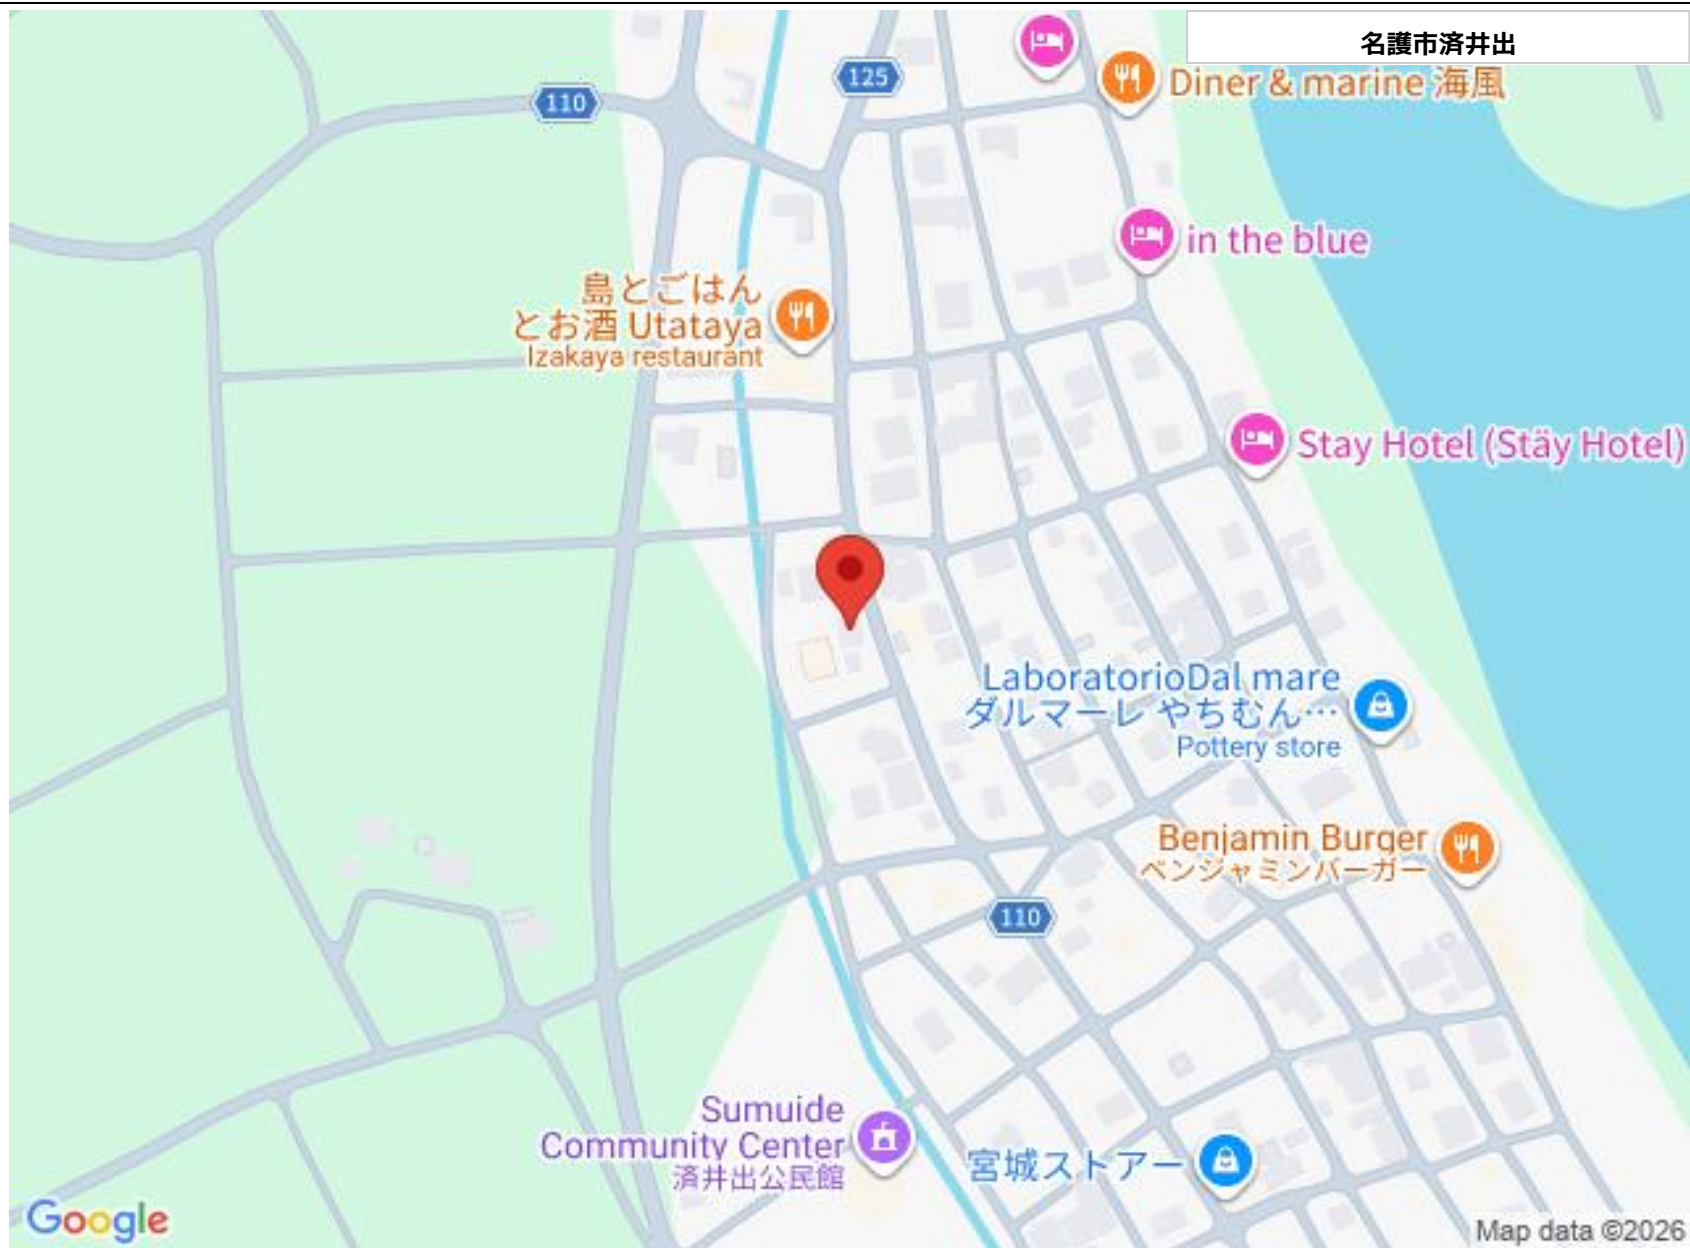 名護市済井出
110
125
Diner & marine 海風
in the blue
島とごはん
とお酒 Utataya
Izakaya restaurant
Stay Hotel (Stäy Hotel)
LaboratorioDal mare
ダルマーレ やちむん…
Pottery store
Benjamin Burger
ベンジャミンバーガー
110
Sumuide
Community Center
済井出公民館
宮城ストアー
Google
Map data ©2026